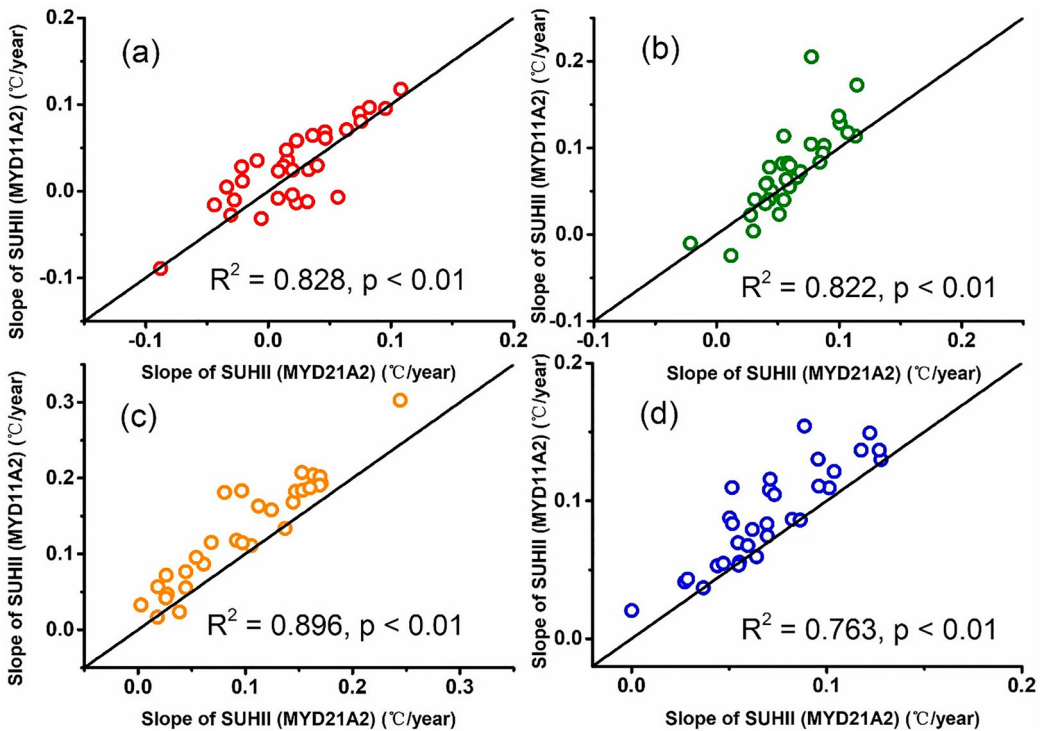 (a)
Slope of SUHII (MYD11A2) (℃/year)
0.2
0.1
0.0
-0.1
R² = 0.828, p < 0.01
-0.1 0.0 0.1 0.2
Slope of SUHII (MYD21A2) (℃/year)
(b)
Slope of SUHII (MYD11A2) (℃/year)
0.2
0.1
0.0
-0.1
R² = 0.822, p < 0.01
-0.1 0.0 0.1 0.2
Slope of SUHII (MYD21A2) (℃/year)
(c)
Slope of SUHII (MYD11A2) (℃/year)
0.3
0.2
0.1
0.0
R² = 0.896, p < 0.01
0.0 0.1 0.2 0.3
Slope of SUHII (MYD21A2) (℃/year)
(d)
Slope of SUHII (MYD11A2) (℃/year)
0.2
0.1
0.0
R² = 0.763, p < 0.01
0.0 0.1 0.2
Slope of SUHII (MYD21A2) (℃/year)